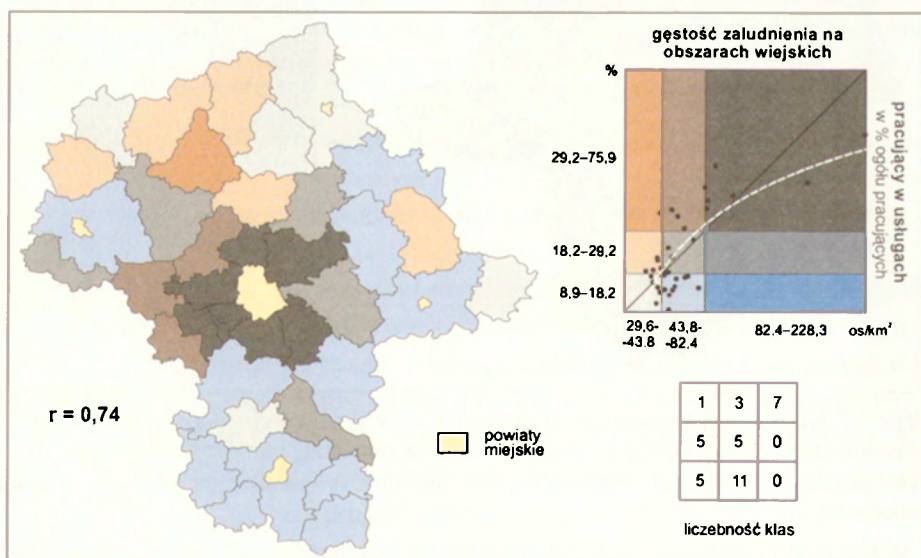 gęstość zaludnienia na
obszarach wiejskich
%
29,2–75,9
18,2–29,2
8,9–18,2
pracujący w usługach
w % ogółu pracujących
29,6-
-43.8
43,8-
-82.4
82.4–228,3
os/km²
r = 0,74
powiaty
miejskie
1 3 7
5 5 0
5 11 0
liczebność klas